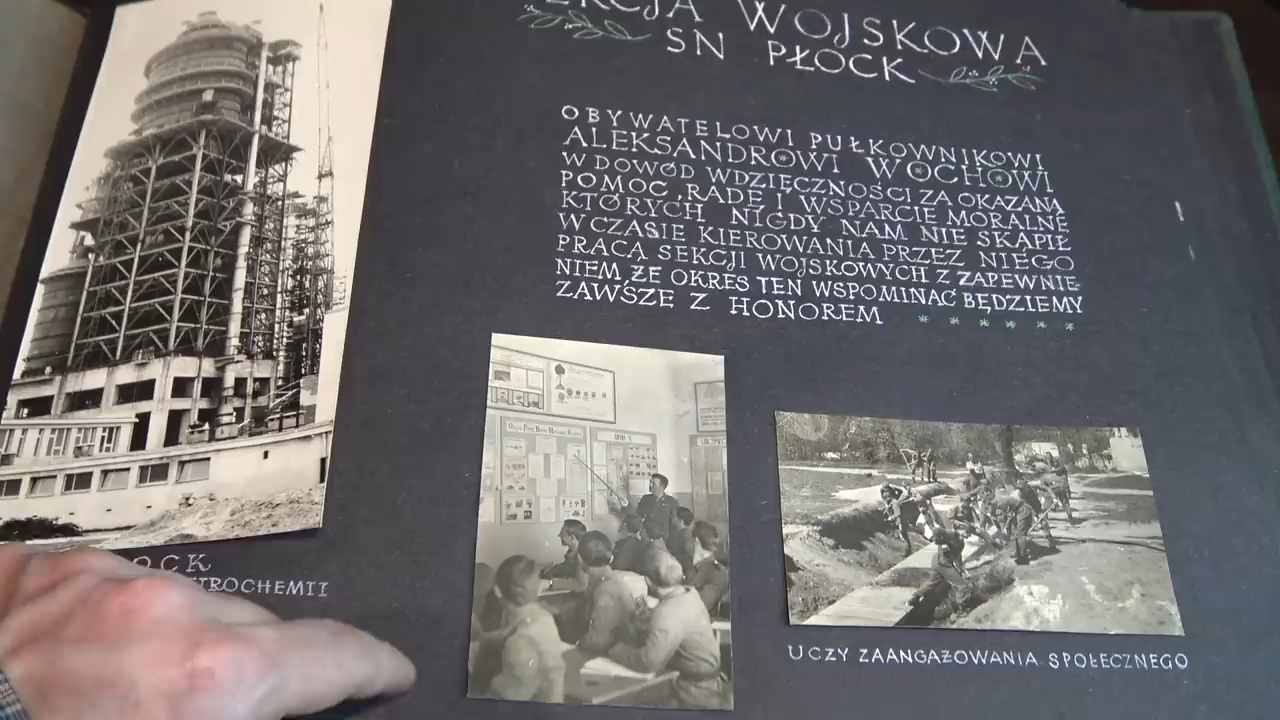 SEKCJA WOJSKOWA
SN PŁOCK
OBYWATELOWI PUŁKOWNIKOWI
ALEKSANDROWI WOCHOWI
W DOWÓD WDZIĘCZNOŚCI ZA OKAZANĄ
POMOC, RADĘ I WSPARCIE MORALNE
KTÓRYCH NIGDY NAM NIE SKĄPIŁ
W CZASIE KIEROWANIA PRZEZ NIEGO
PRACĄ SEKCJI WOJSKOWYCH Z ZAPEWNIE-
NIEM, ŻE OKRES TEN WSPOMINAĆ BĘDZIEMY
ZAWSZE Z HONOREM * * * * * *
OCK
TROCHEMII
UCZY ZAANGAŻOWANIA SPOŁECZNEGO